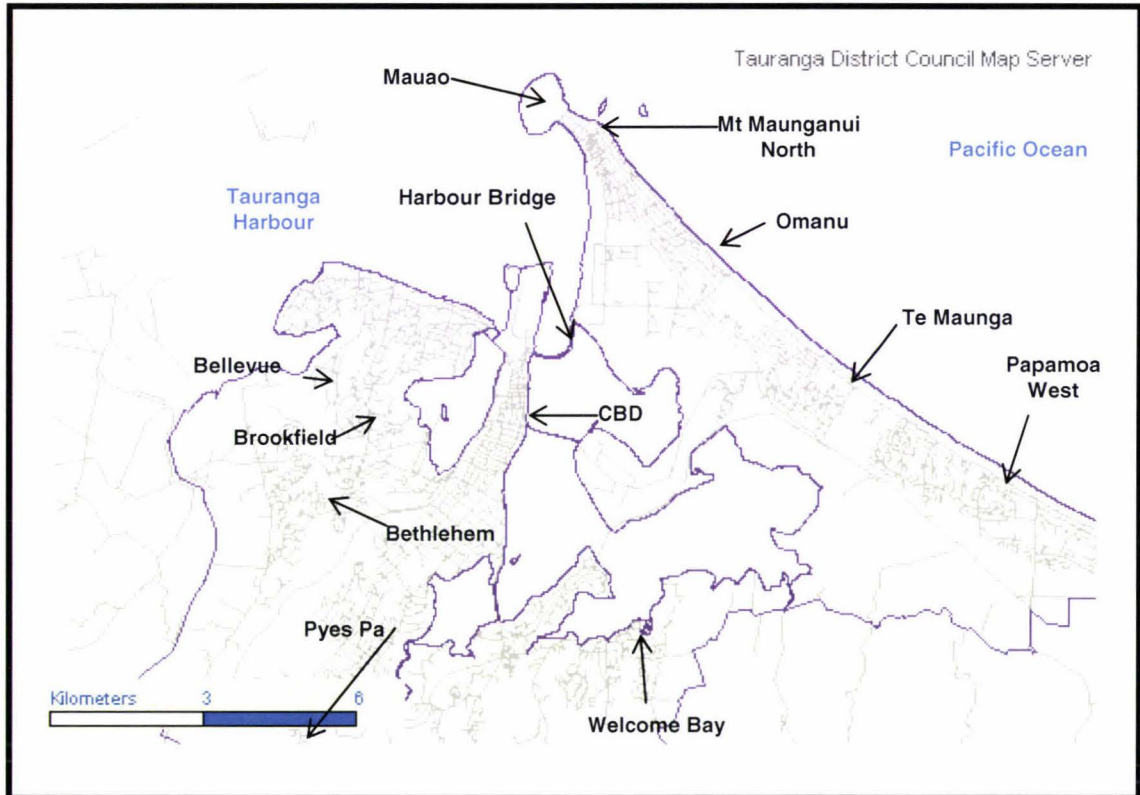 Tauranga District Council Map Server
Mauao
Mt Maunganui
North
Pacific Ocean
Tauranga
Harbour
Harbour Bridge
Omanu
Te Maunga
Papamoa
West
Bellevue
CBD
Brookfield
Bethlehem
Pyes Pa
Kilometers 3 6
Welcome Bay